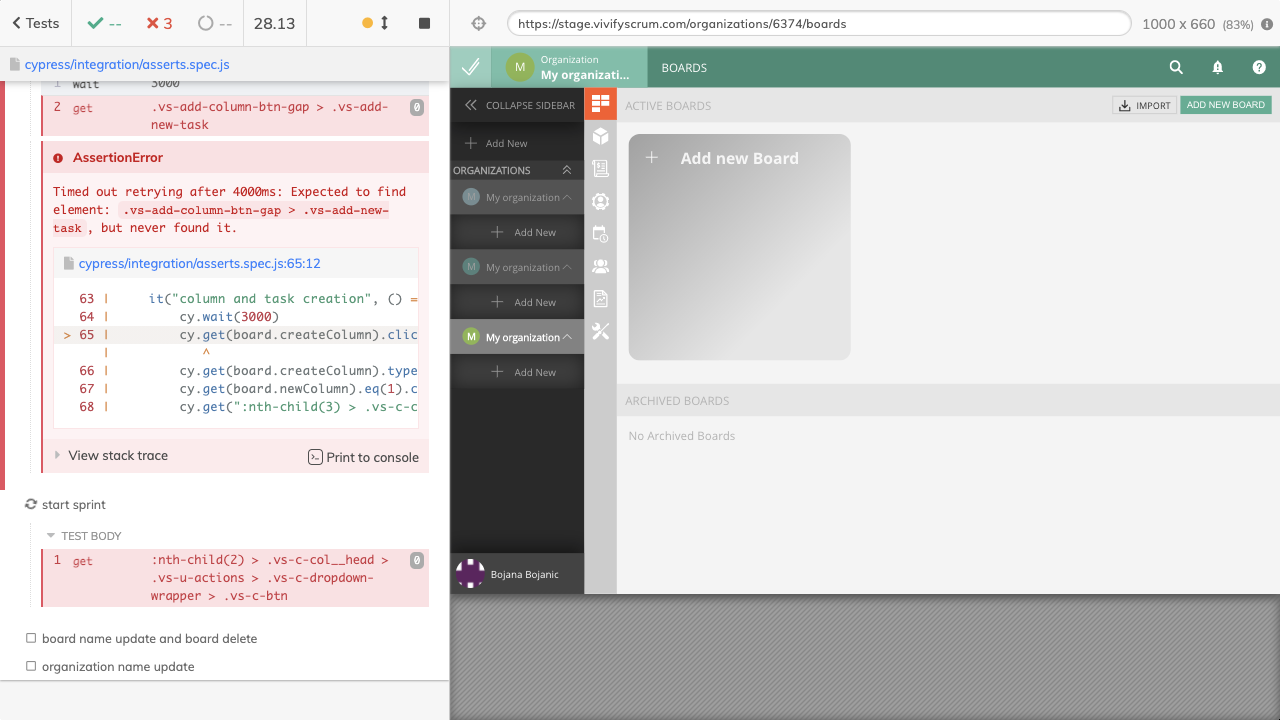 Tests
--
3
--
28.13
https://stage.vivifyscrum.com/organizations/6374/boards
1000 x 660 (83%)
cypress/integration/asserts.spec.js
1 wait 3000
2 get .vs-add-column-btn-gap > .vs-add-
new-task
0
AssertionError
Timed out retrying after 4000ms: Expected to find
element: .vs-add-column-btn-gap > .vs-add-new-
task , but never found it.
cypress/integration/asserts.spec.js:65:12
63 | it("column and task creation", () =
64 | cy.wait(3000)
> 65 | cy.get(board.createColumn).clic
| ^
66 | cy.get(board.createColumn).type
67 | cy.get(board.newColumn).eq(1).c
68 | cy.get(":nth-child(3) > .vs-c-c
View stack trace
Print to console
start sprint
TEST BODY
1 get :nth-child(2) > .vs-c-col__head >
.vs-u-actions > .vs-c-dropdown-
wrapper > .vs-c-btn
0
board name update and board delete
organization name update
M
Organization
My organizati...
BOARDS
COLLAPSE SIDEBAR
Add New
ORGANIZATIONS
M My organization
Add New
M My organization
Add New
M My organization
Add New
Bojana Bojanic
ACTIVE BOARDS
IMPORT
ADD NEW BOARD
Add new Board
ARCHIVED BOARDS
No Archived Boards